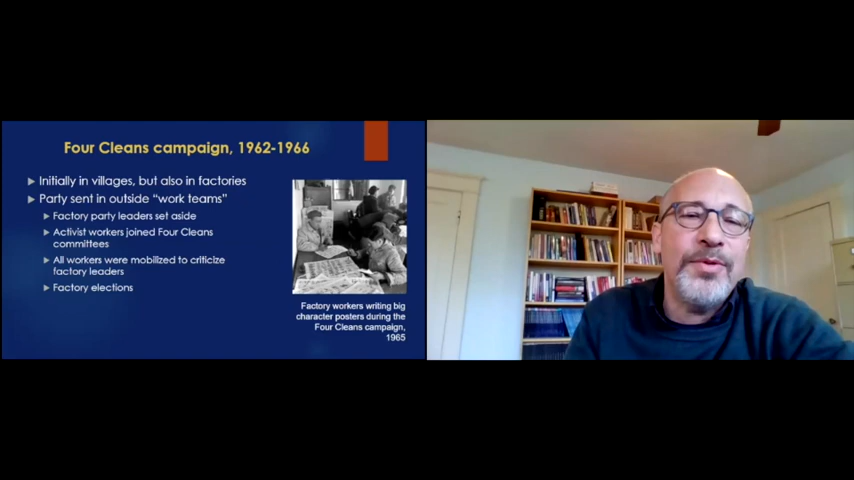 Four Cleans campaign, 1962-1966
Initially in villages, but also in factories
Party sent in outside “work teams”
Factory party leaders set aside
Activist workers joined Four Cleans
committees
All workers were mobilized to criticize
factory leaders
Factory elections
Factory workers writing big
character posters during the
Four Cleans campaign,
1965